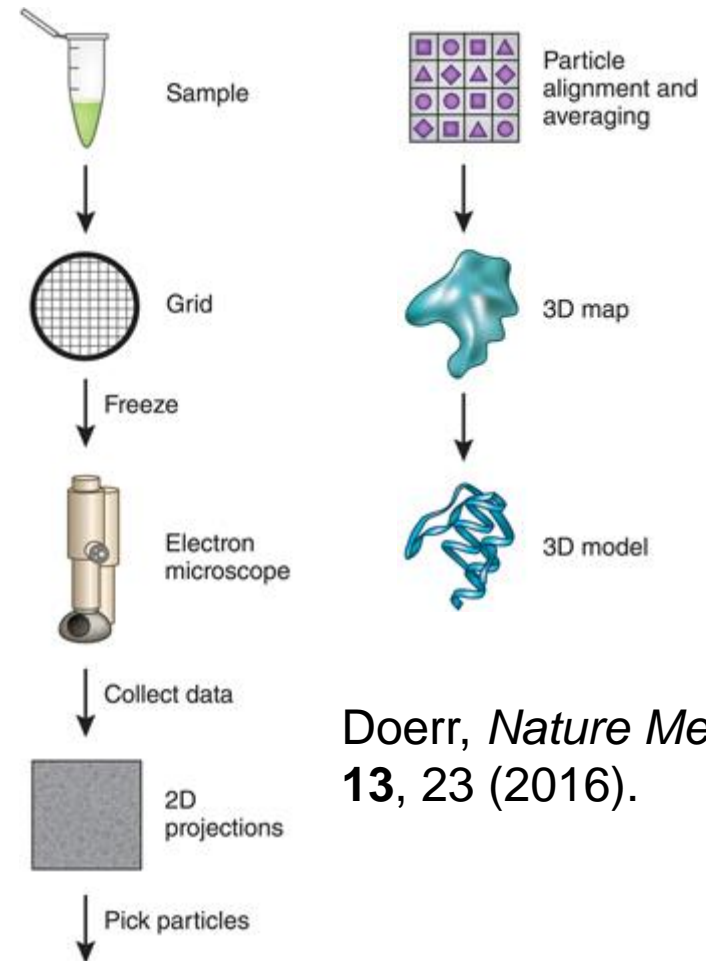 Sample
Grid
Freeze
Electron
microscope
Collect data
2D
projections
Pick particles
Particle
alignment and
averaging
3D map
3D model
Doerr, Nature Me
13, 23 (2016).